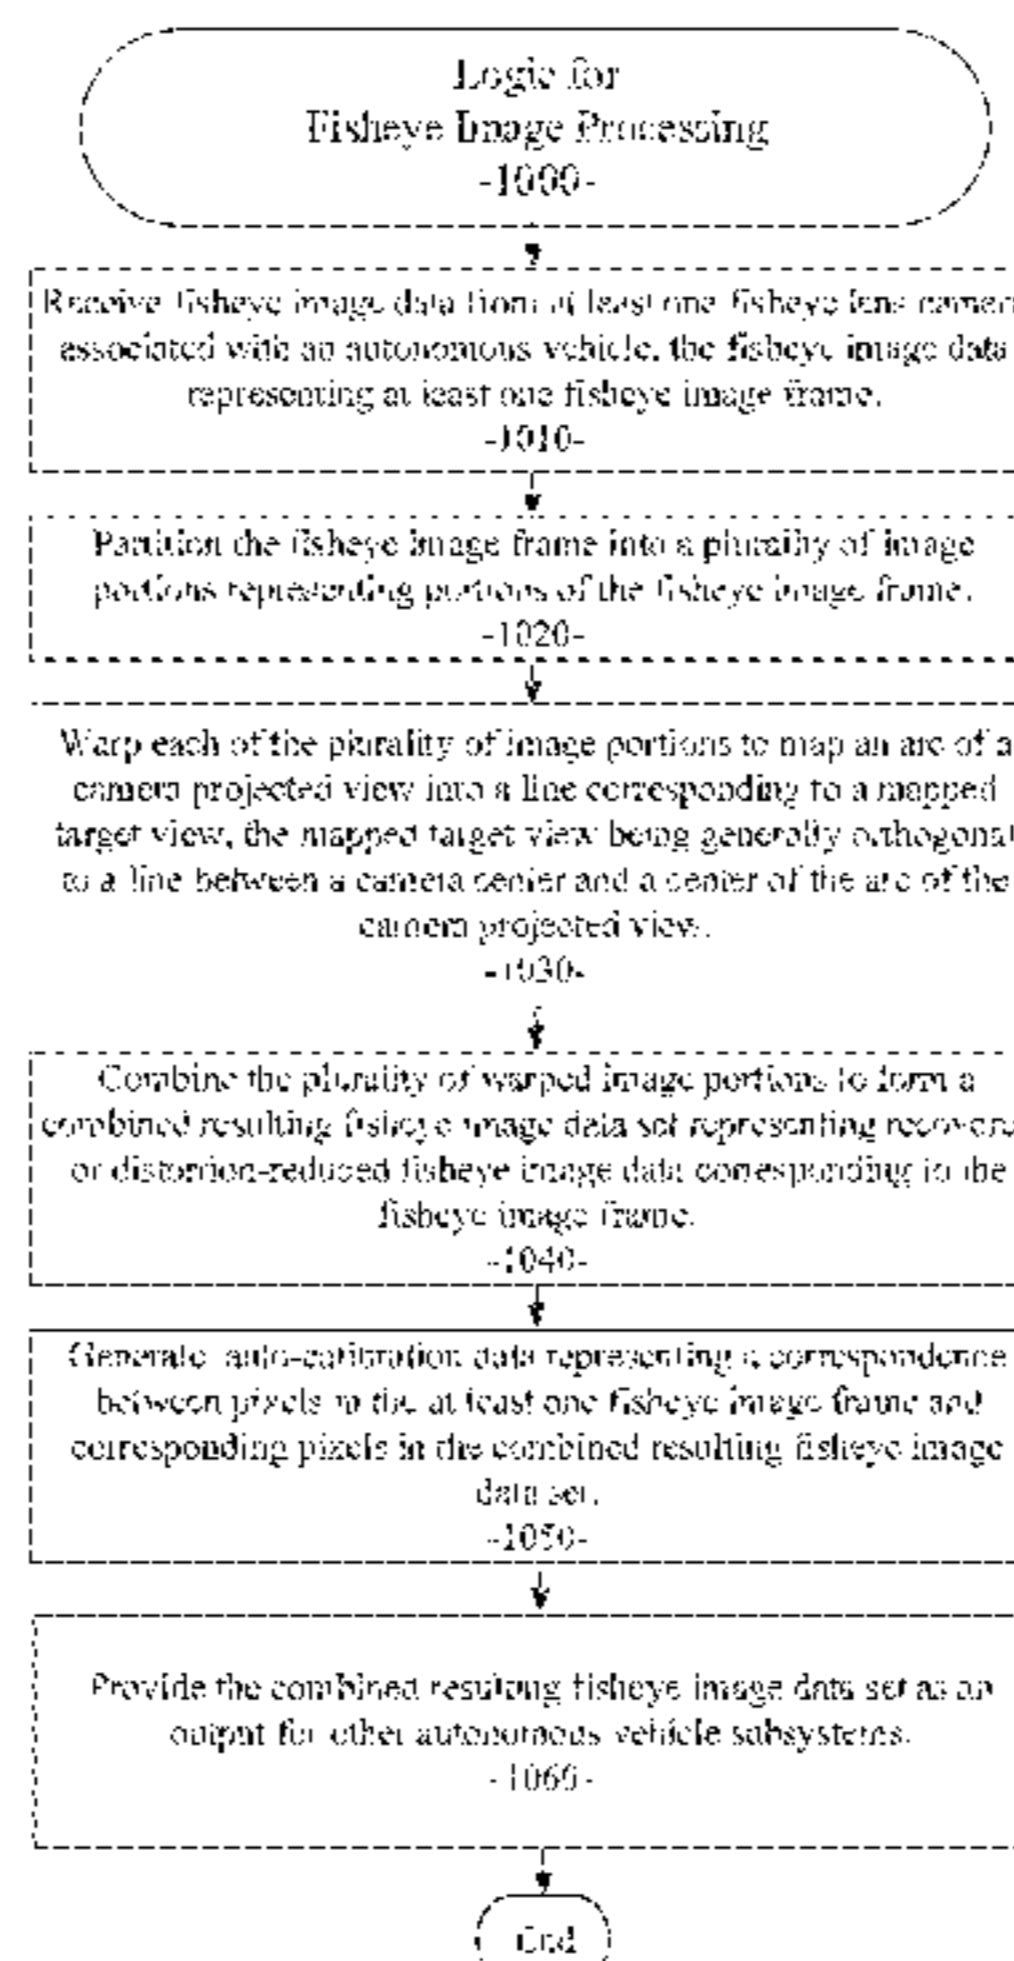 Logic for
Fisheye Image Processing
-1000-
Receive fisheye image data from at least one fisheye lens camera
associated with an autonomous vehicle, the fisheye image data
representing at least one fisheye image frame.
-1010-
Partition the fisheye image frame into a plurality of image
portions representing portions of the fisheye image frame.
-1020-
Warp each of the plurality of image portions to map an arc of a
camera projected view into a line corresponding to a mapped
target view, the mapped target view being generally orthogonal
to a line between a camera center and a center of the arc of the
camera projected view.
-1030-
Combine the plurality of warped image portions to form a
combined resulting fisheye image data set representing recovered
or distortion-reduced fisheye image data corresponding to the
fisheye image frame.
-1040-
Generate auto-calibration data representing a correspondence
between pixels in the at least one fisheye image frame and
corresponding pixels in the combined resulting fisheye image
data set.
-1050-
Provide the combined resulting fisheye image data set as an
output for other autonomous vehicle subsystems.
-1060-
End